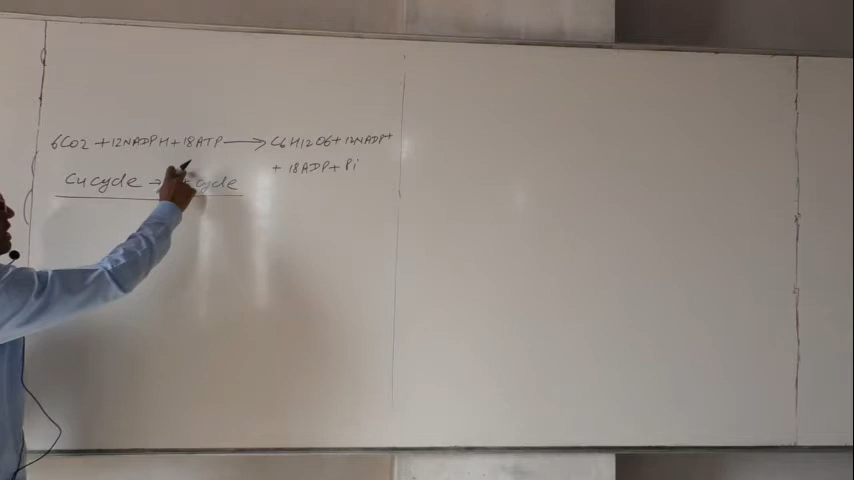 6CO2 + 12NADPH + 18ATP → C6H12O6 + 12NADP+
+ 18ADP + Pi
C4 cycle → cycle